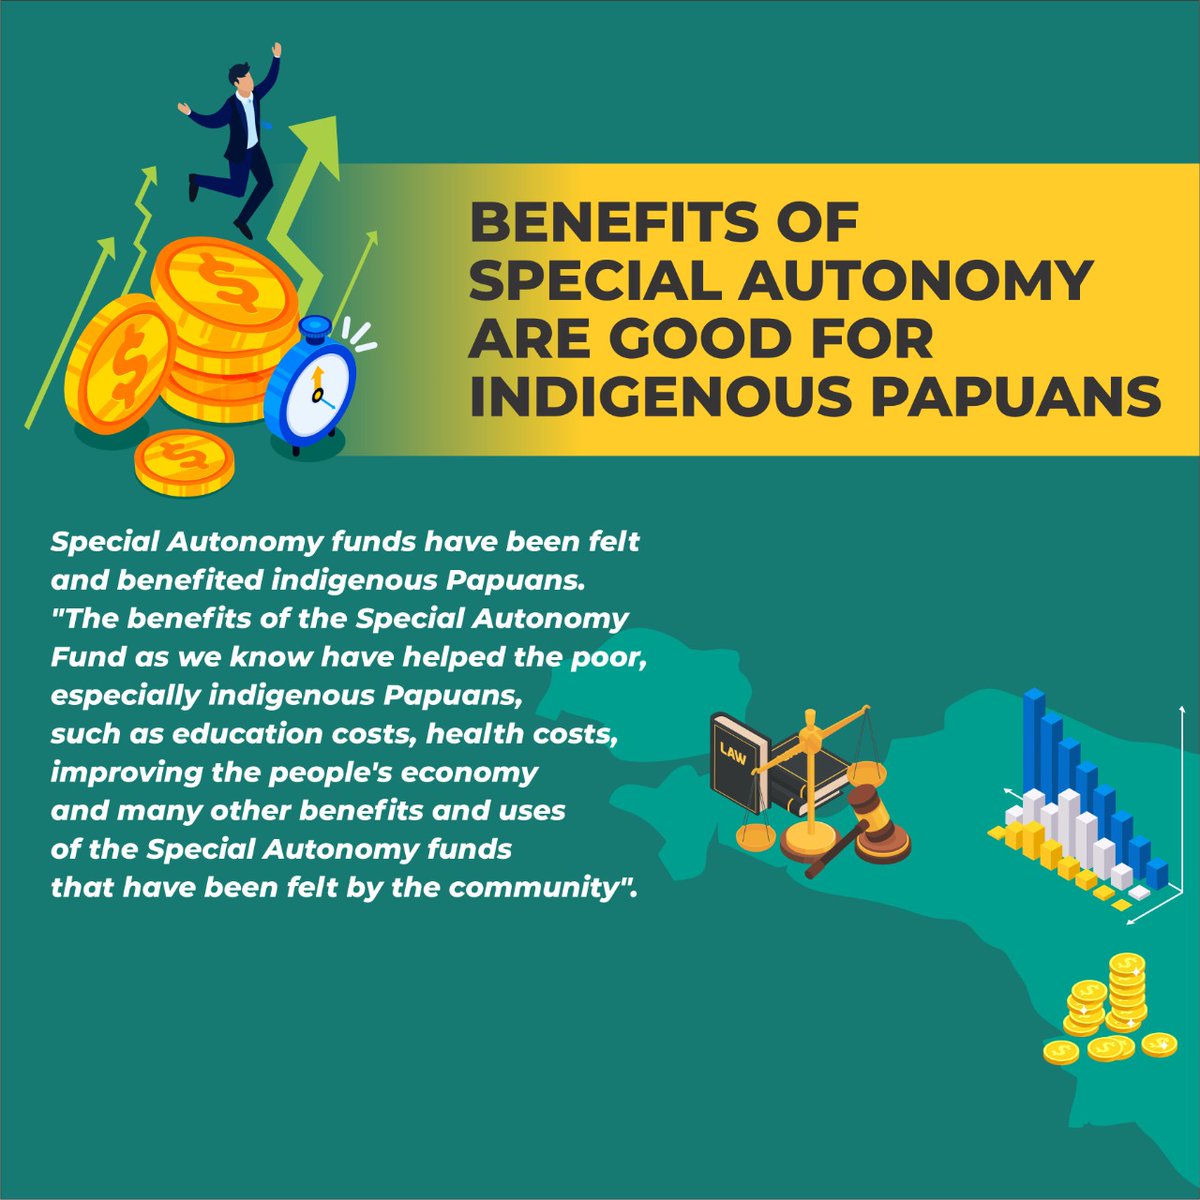 BENEFITS OF
SPECIAL AUTONOMY
ARE GOOD FOR
INDIGENOUS PAPUANS
Special Autonomy funds have been felt
and benefited indigenous Papuans.
"The benefits of the Special Autonomy
Fund as we know have helped the poor,
especially indigenous Papuans,
such as education costs, health costs,
improving the people's economy
and many other benefits and uses
of the Special Autonomy funds
that have been felt by the community".
LAW